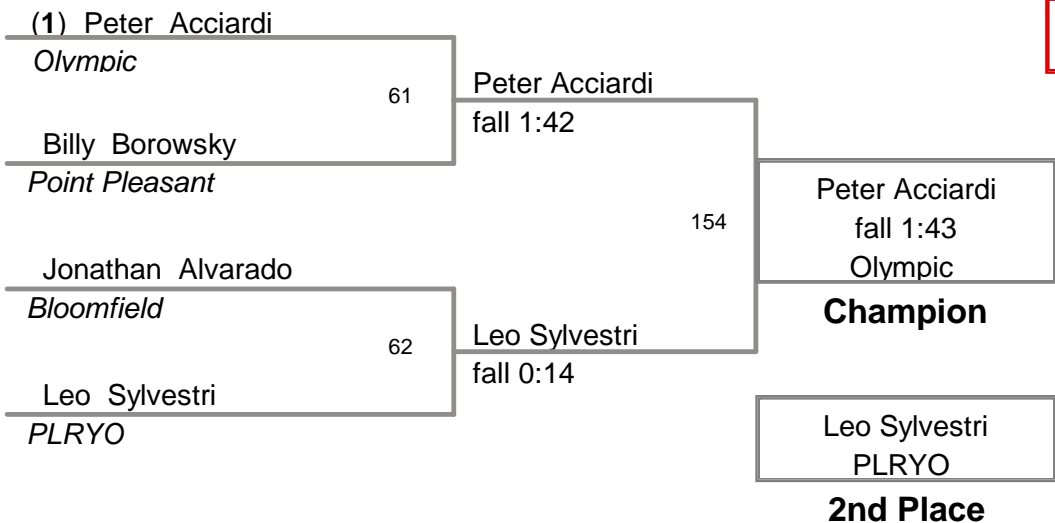 (1) Peter Acciardi
Olympic
61
Billy Borowsky
Point Pleasant
Peter Acciardi
fall 1:42
Jonathan Alvarado
Bloomfield
62
Leo Sylvestri
PLRYO
Leo Sylvestri
fall 0:14
154
Peter Acciardi
fall 1:43
Olympic
Champion
Leo Sylvestri
PLRYO
2nd Place